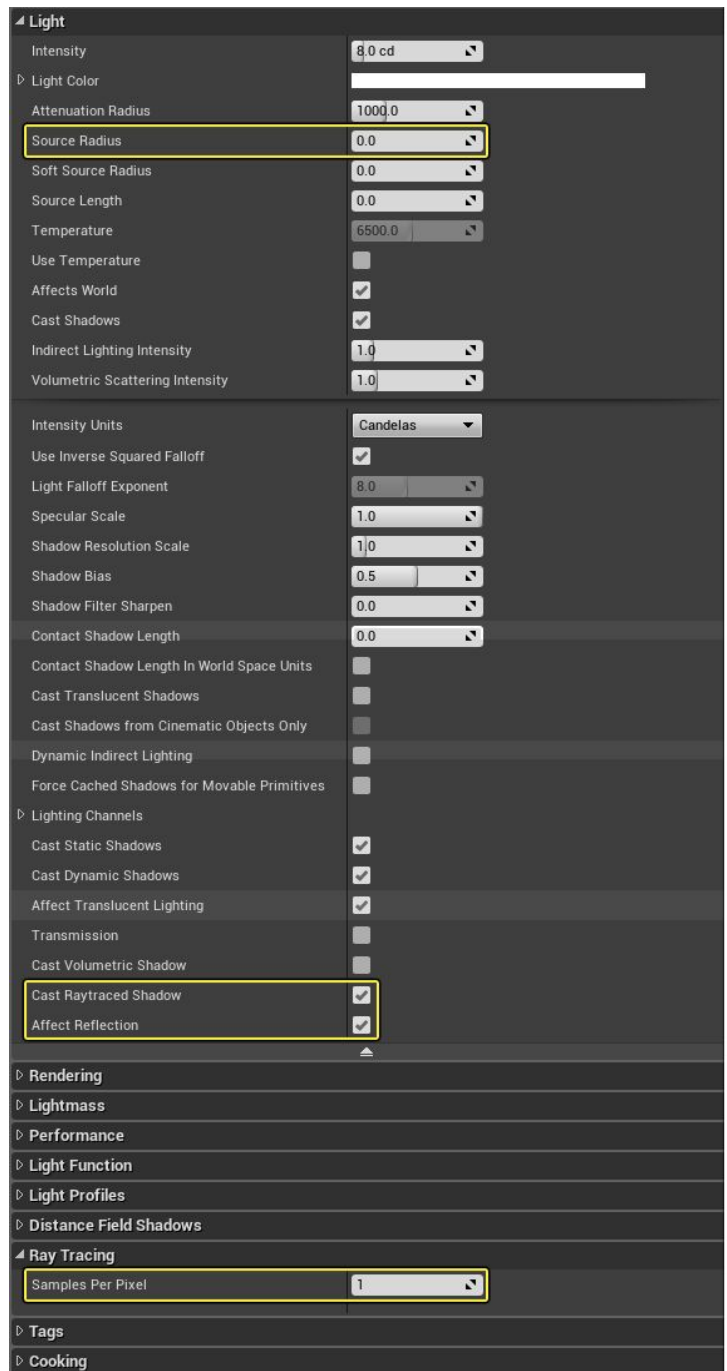 Light
Intensity 8.0 cd
Light Color
Attenuation Radius 1000.0
Source Radius 0.0
Soft Source Radius 0.0
Source Length 0.0
Temperature 6500.0
Use Temperature
Affects World
Cast Shadows
Indirect Lighting Intensity 1.0
Volumetric Scattering Intensity 1.0
Intensity Units Candelas
Use Inverse Squared Falloff
Light Falloff Exponent 8.0
Specular Scale 1.0
Shadow Resolution Scale 1.0
Shadow Bias 0.5
Shadow Filter Sharpen 0.0
Contact Shadow Length 0.0
Contact Shadow Length In World Space Units
Cast Translucent Shadows
Cast Shadows from Cinematic Objects Only
Dynamic Indirect Lighting
Force Cached Shadows for Movable Primitives
Lighting Channels
Cast Static Shadows
Cast Dynamic Shadows
Affect Translucent Lighting
Transmission
Cast Volumetric Shadow
Cast Raytraced Shadow
Affect Reflection
Rendering
Lightmass
Performance
Light Function
Light Profiles
Distance Field Shadows
Ray Tracing
Samples Per Pixel 1
Tags
Cooking